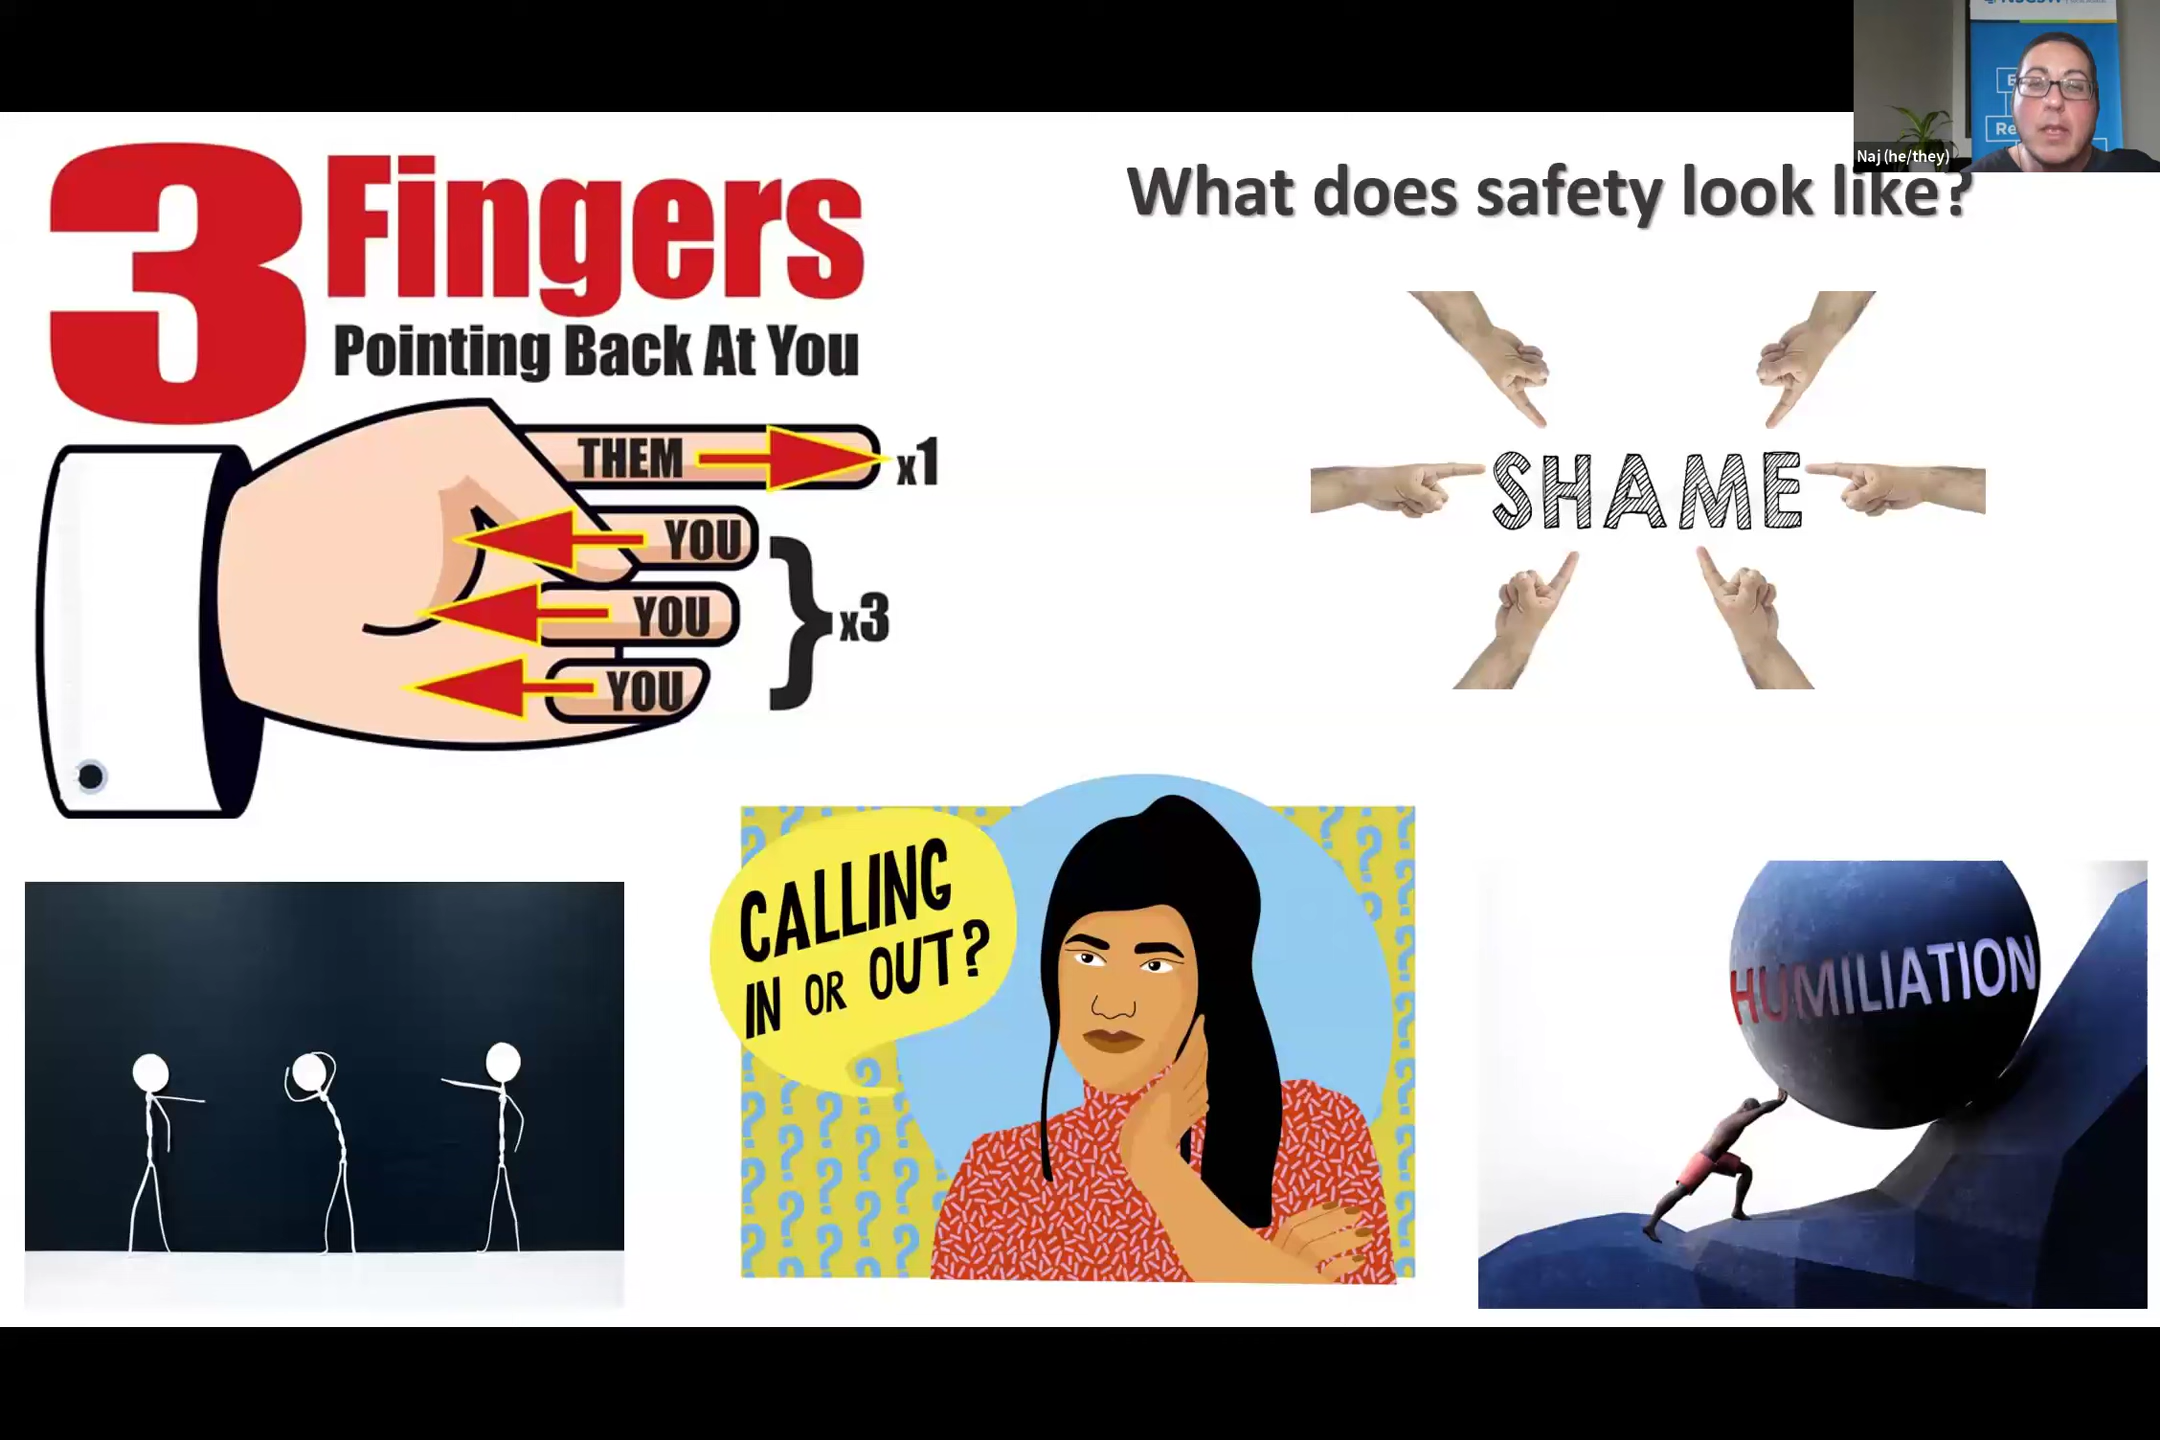 3 Fingers
Pointing Back At You
THEM
x1
YOU
YOU
YOU
x3
What does safety look like?
Naj (he/they)
SHAME
CALLING
IN OR OUT?
HUMILIATION